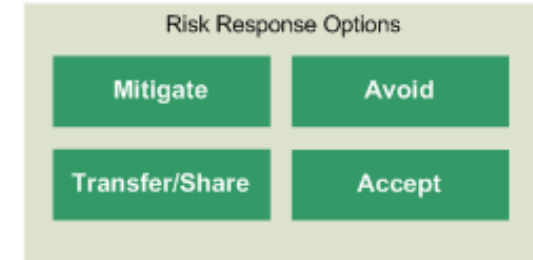 Risk Response Options
Mitigate
Avoid
Transfer/Share
Accept